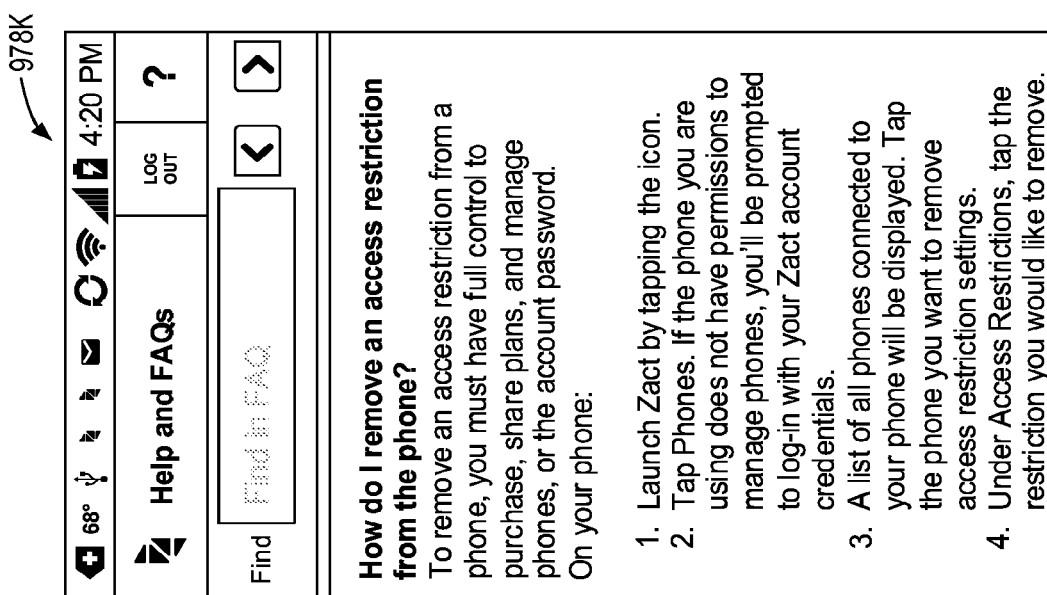 978K
68° 4:20 PM
Help and FAQs LOG OUT ?
Find Find in FAQ
How do I remove an access restriction
from the phone?
To remove an access restriction from a
phone, you must have full control to
purchase, share plans, and manage
phones, or the account password.
On your phone:
1. Launch Zact by tapping the icon.
2. Tap Phones. If the phone you are
using does not have permissions to
manage phones, you'll be prompted
to log-in with your Zact account
credentials.
3. A list of all phones connected to
your phone will be displayed. Tap
the phone you want to remove
access restriction settings.
4. Under Access Restrictions, tap the
restriction you would like to remove.